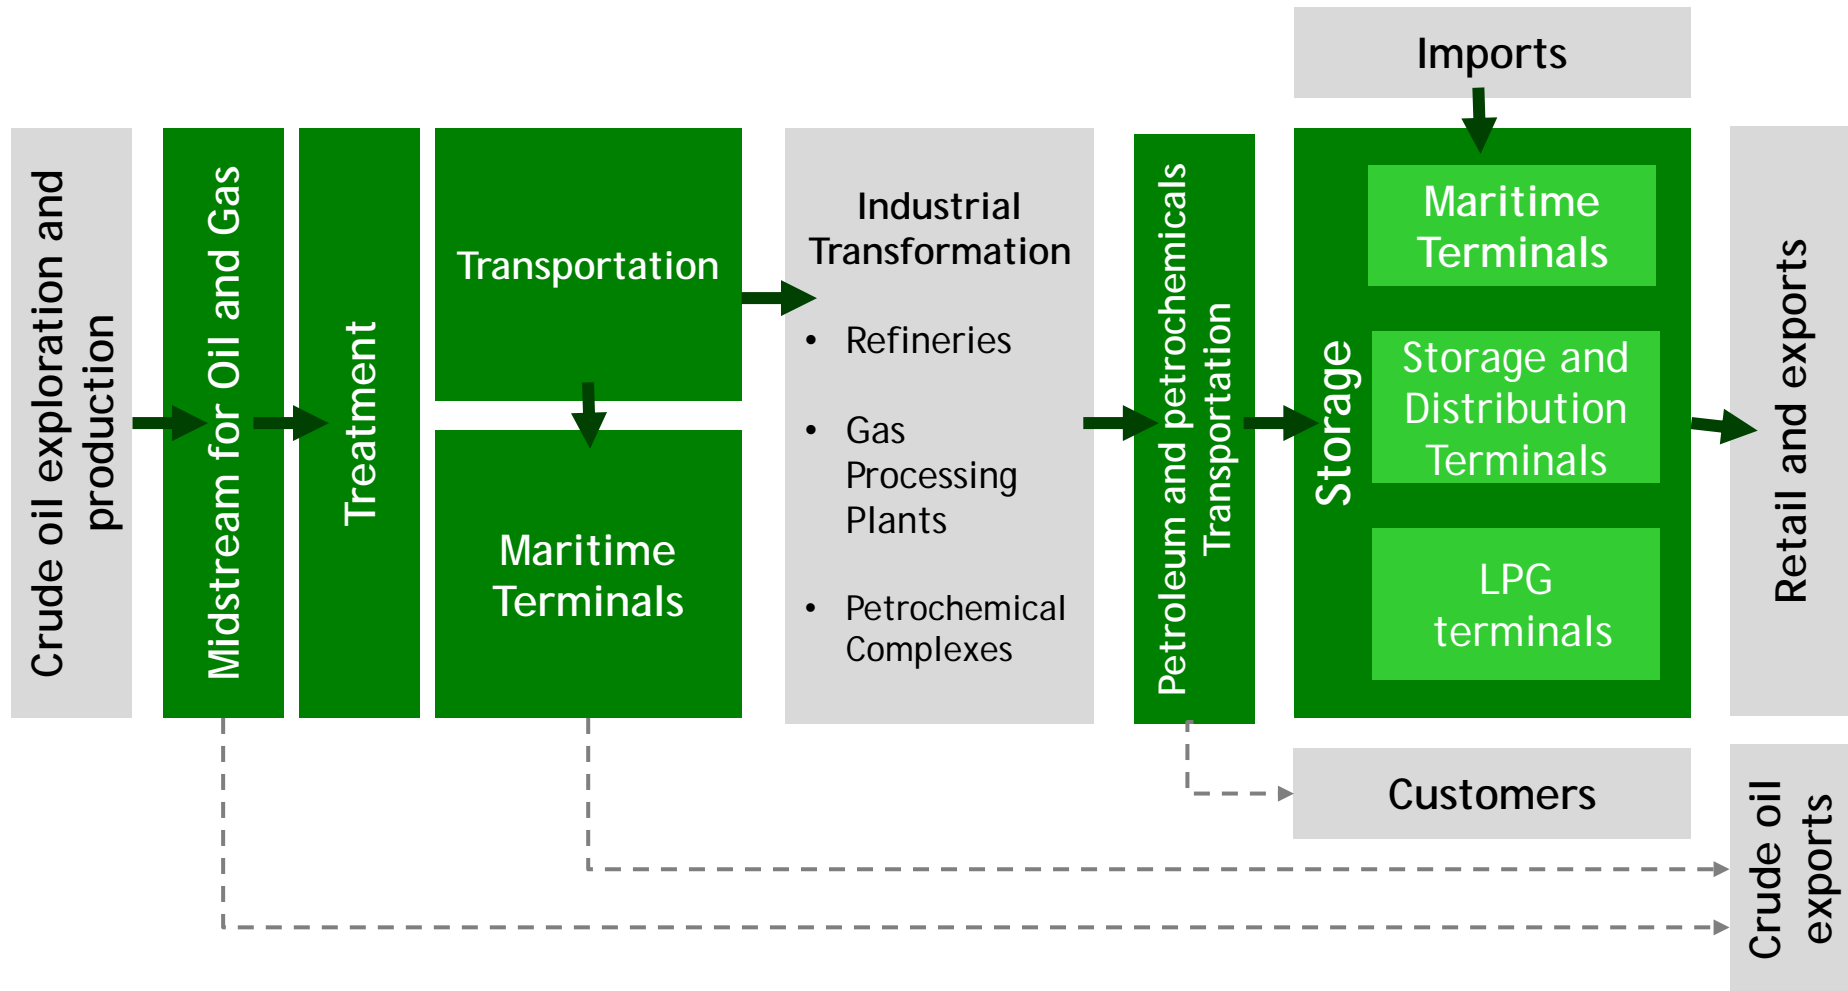 Imports
Crude oil exploration and
production
Midstream for Oil and Gas
Treatment
Transportation
Maritime
Terminals
Industrial
Transformation
• Refineries
• Gas
Processing
Plants
• Petrochemical
Complexes
Petroleum and petrochemicals
Transportation
Storage
Maritime
Terminals
Storage and
Distribution
Terminals
LPG
terminals
Retail and exports
Customers
Crude oil
exports